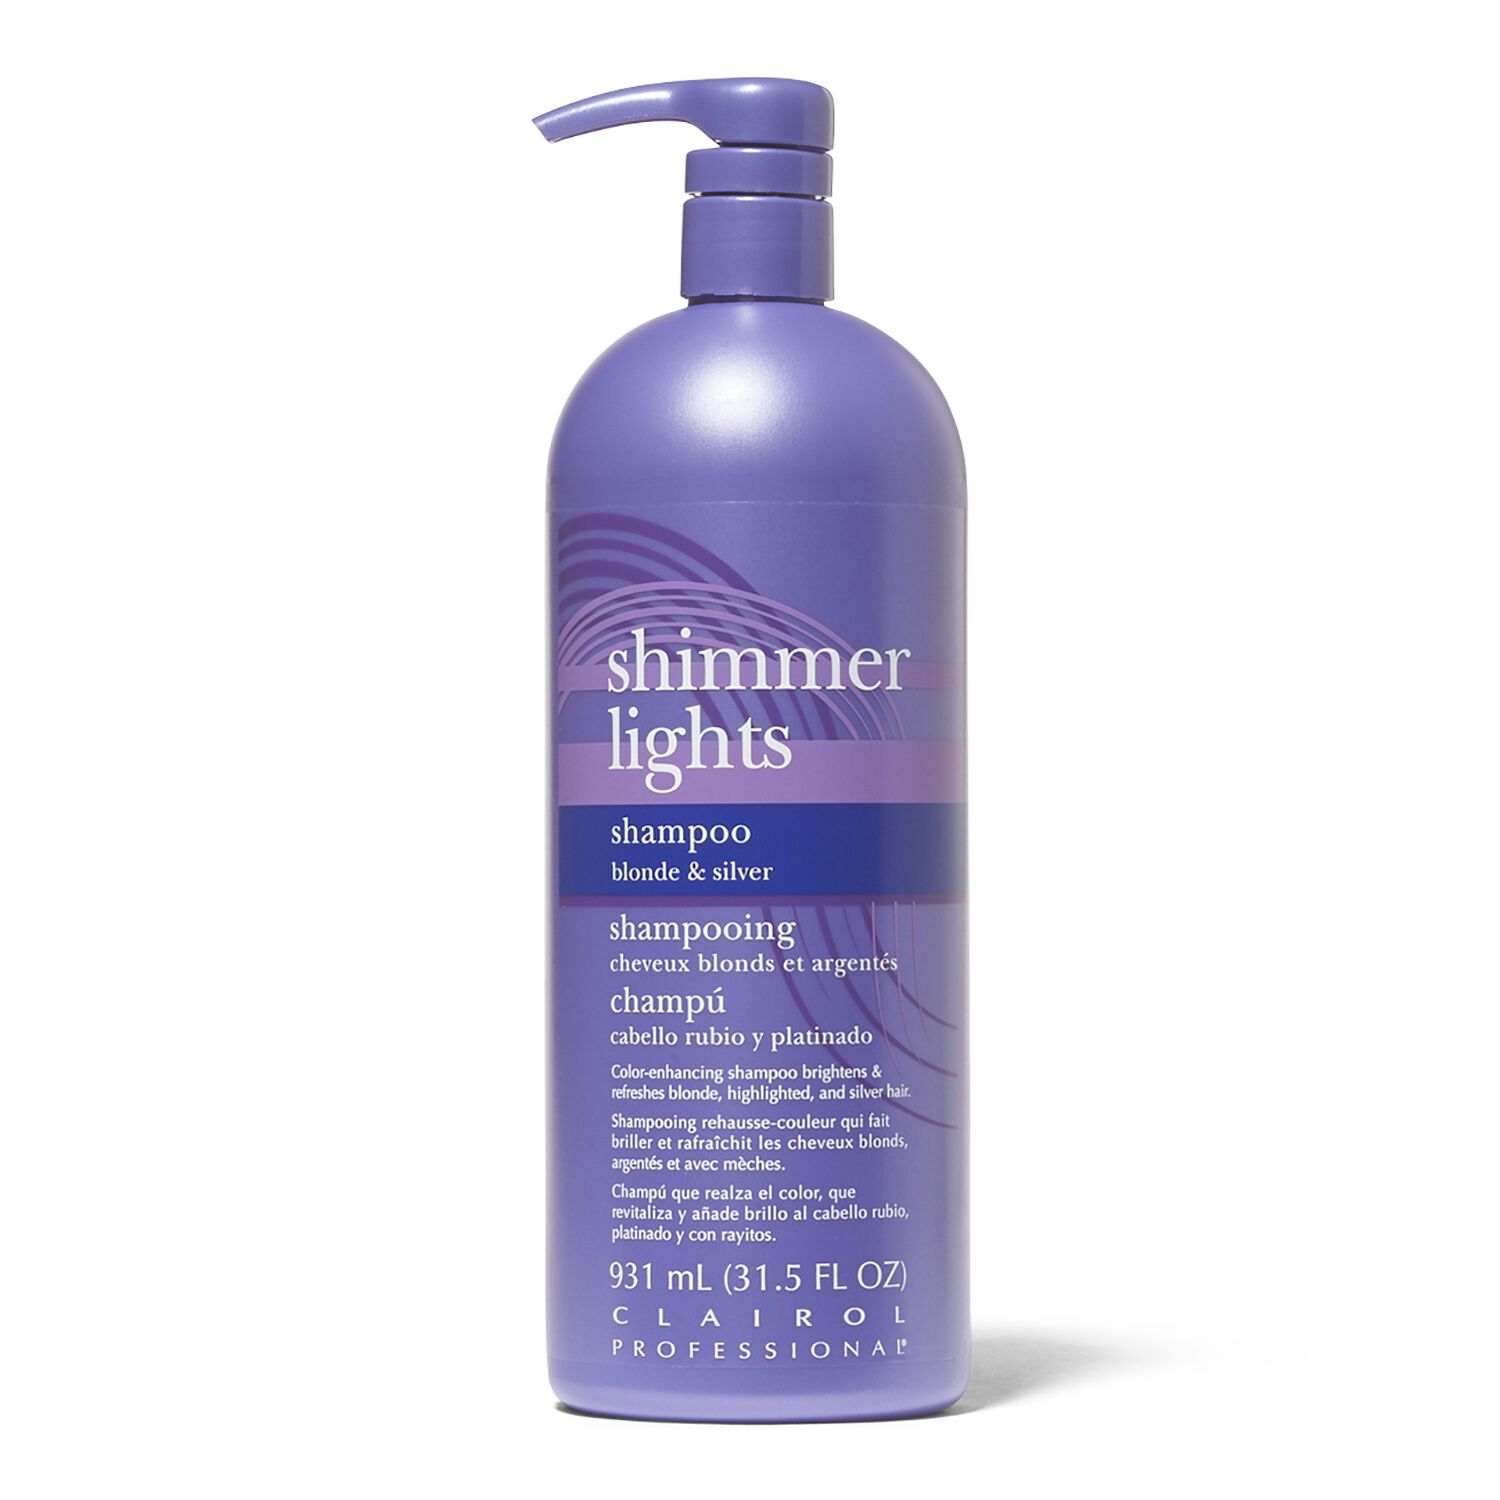 shimmer
lights
shampoo
blonde & silver
shampooing
cheveux blonds et argentés
champú
cabello rubio y platinado
Color-enhancing shampoo brightens &
refreshes blonde, highlighted, and silver hair.
Shampooing rehausse-couleur qui fait
briller et rafraîchit les cheveux blonds,
argentés et avec mèches.
Champú que realza el color, que
revitaliza y añade brillo al cabello rubio,
platinado y con rayitos.
931 mL (31.5 FL OZ)
CLAIROL
PROFESSIONAL®